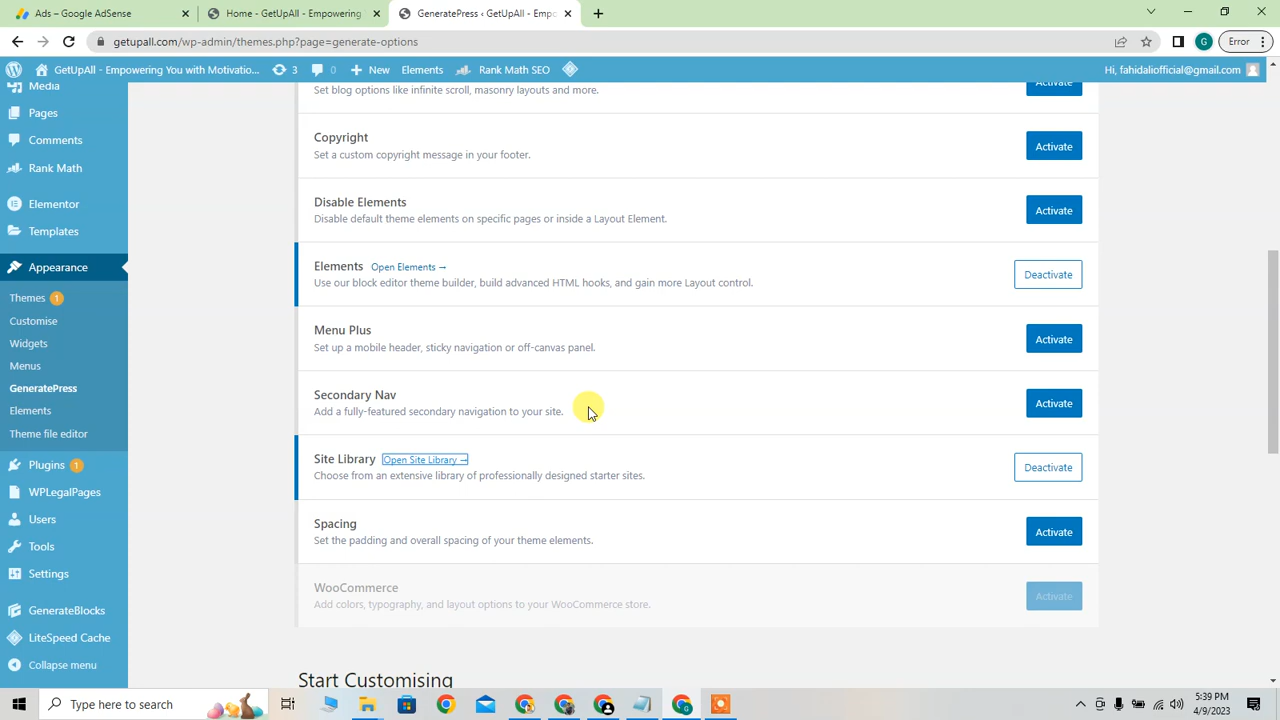 Ads – Google AdSense
Home - GetUpAll - Empowering
GeneratePress ‹ GetUpAll - Empo
getupall.com/wp-admin/themes.php?page=generate-options
G
Error
GetUpAll - Empowering You with Motivatio...
3
0
New
Elements
Rank Math SEO
Hi, fahidaliofficial@gmail.com
Media
Pages
Comments
Rank Math
Elementor
Templates
Appearance
Themes 1
Customise
Widgets
Menus
GeneratePress
Elements
Theme file editor
Plugins 1
WPLegalPages
Users
Tools
Settings
GenerateBlocks
LiteSpeed Cache
Collapse menu
Set blog options like infinite scroll, masonry layouts and more.
Activate
Copyright
Set a custom copyright message in your footer.
Activate
Disable Elements
Disable default theme elements on specific pages or inside a Layout Element.
Activate
Elements Open Elements →
Use our block editor theme builder, build advanced HTML hooks, and gain more Layout control.
Deactivate
Menu Plus
Set up a mobile header, sticky navigation or off-canvas panel.
Activate
Secondary Nav
Add a fully-featured secondary navigation to your site.
Activate
Site Library Open Site Library →
Choose from an extensive library of professionally designed starter sites.
Deactivate
Spacing
Set the padding and overall spacing of your theme elements.
Activate
WooCommerce
Add colors, typography, and layout options to your WooCommerce store.
Activate
Start Customising
Type here to search
5:39 PM
4/9/2023